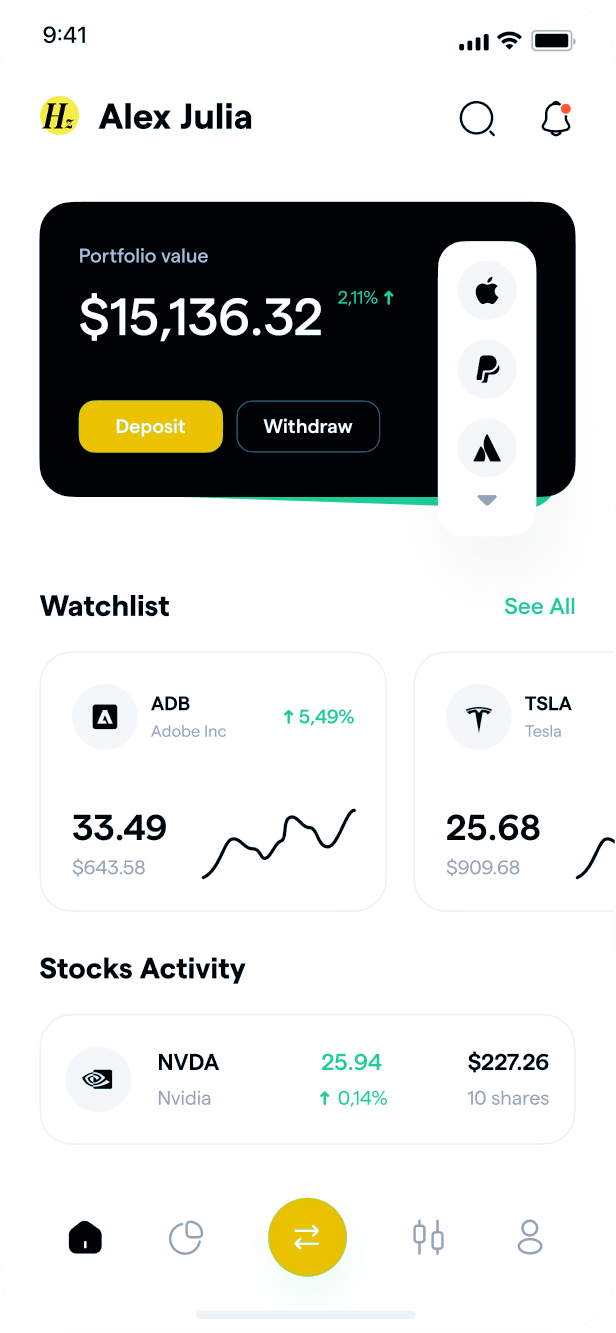 9:41
Hz Alex Julia
Portfolio value
$15,136.32 2,11% ↑
Deposit Withdraw
Watchlist See All
ADB
Adobe Inc
↑ 5,49%
33.49
$643.58
TSLA
Tesla
25.68
$909.68
Stocks Activity
NVDA 25.94 $227.26
Nvidia ↑ 0,14% 10 shares